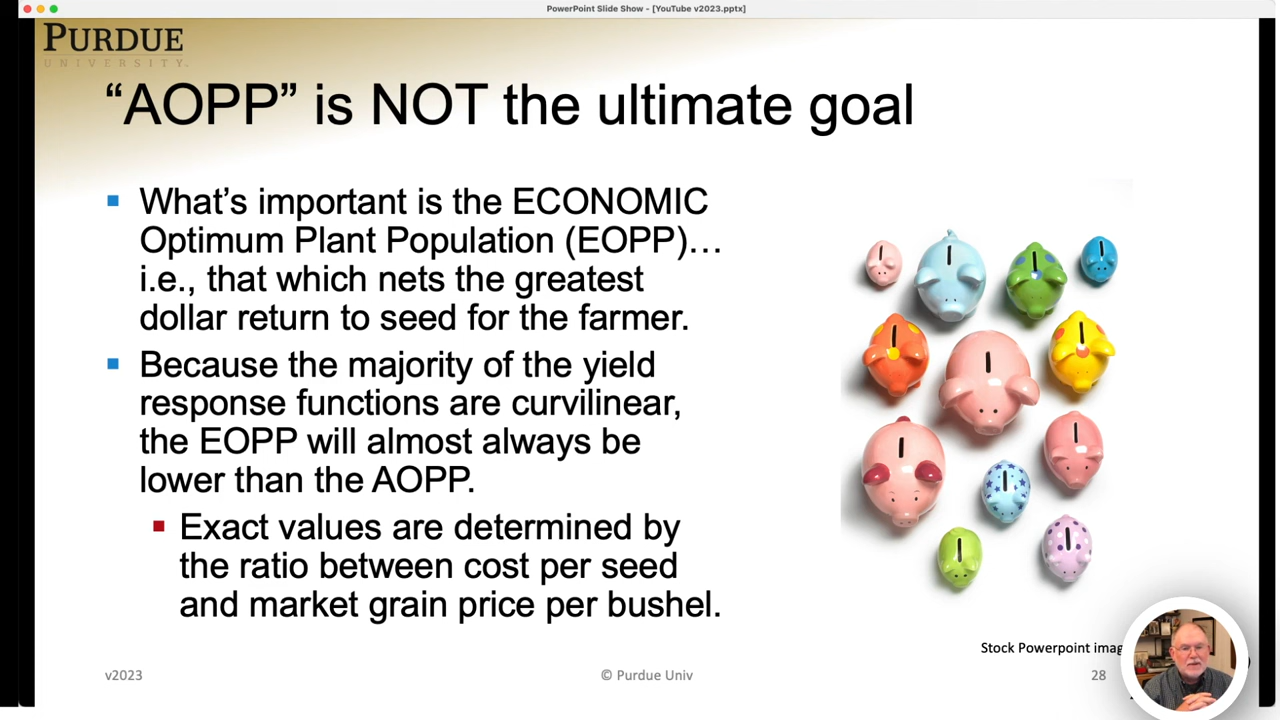 PowerPoint Slide Show - [YouTube v2023.pptx]
PURDUE
UNIVERSITY.
“AOPP” is NOT the ultimate goal
What’s important is the ECONOMIC
Optimum Plant Population (EOPP)…
i.e., that which nets the greatest
dollar return to seed for the farmer.
Because the majority of the yield
response functions are curvilinear,
the EOPP will almost always be
lower than the AOPP.
Exact values are determined by
the ratio between cost per seed
and market grain price per bushel.
Stock Powerpoint imag
v2023
© Purdue Univ
28